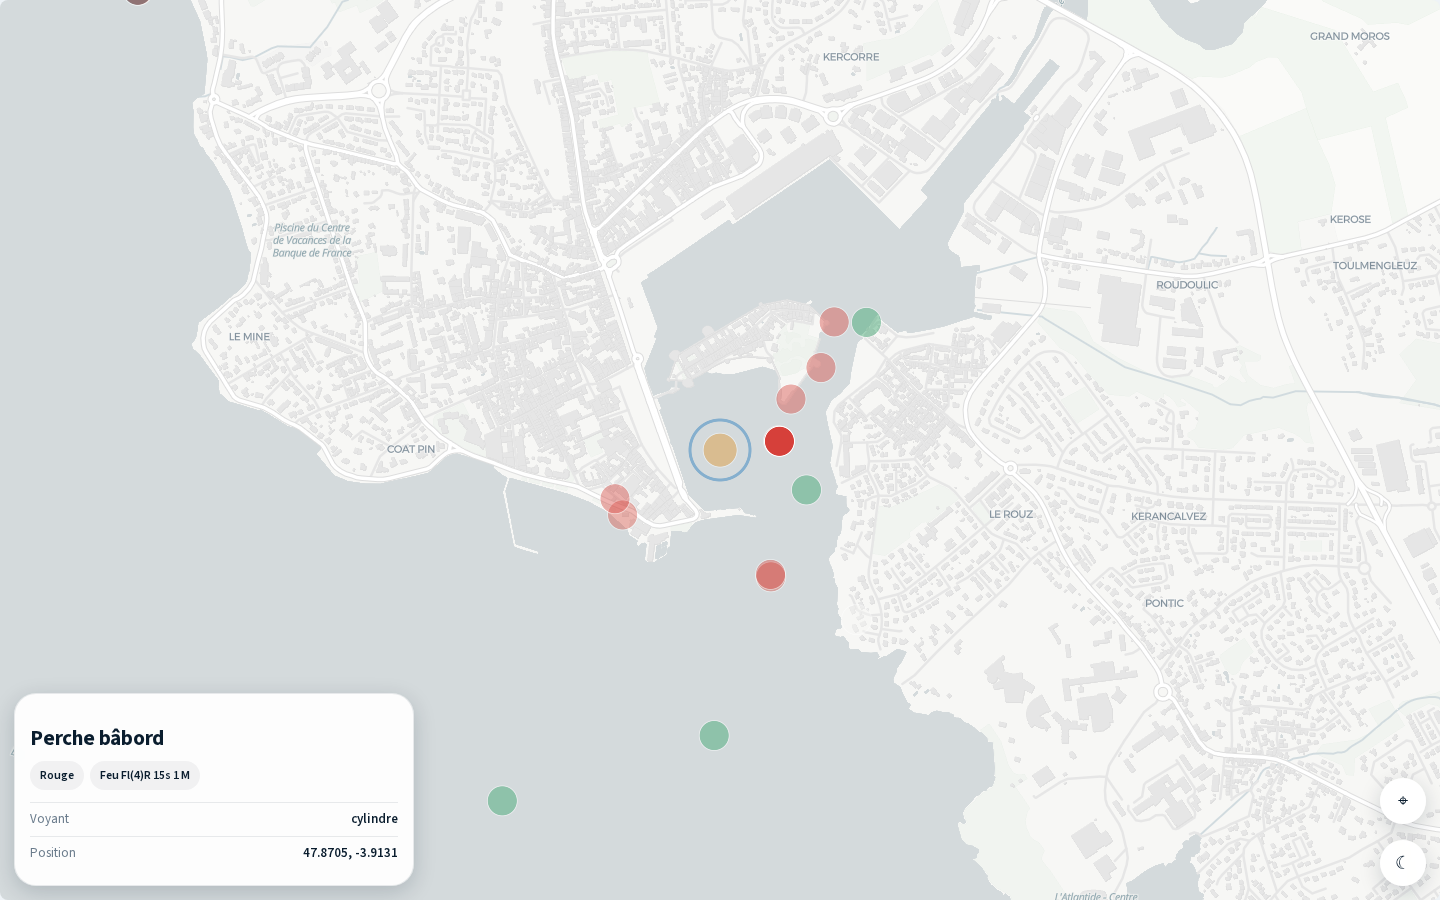 GRAND MOROS
KERCORRE
KEROSE
Piscine du Centre
de Vacances de la
Banque de France
TOULMENGLEUZ
ROUDOULIC
LE MINE
COAT PIN
LE ROUZ
KERANCALVEZ
PONTIC
Perche bâbord
Rouge
Feu Fl(4)R 15s 1 M
Voyant
cylindre
Position
47.8705, -3.9131
L'Atlantide - Centre